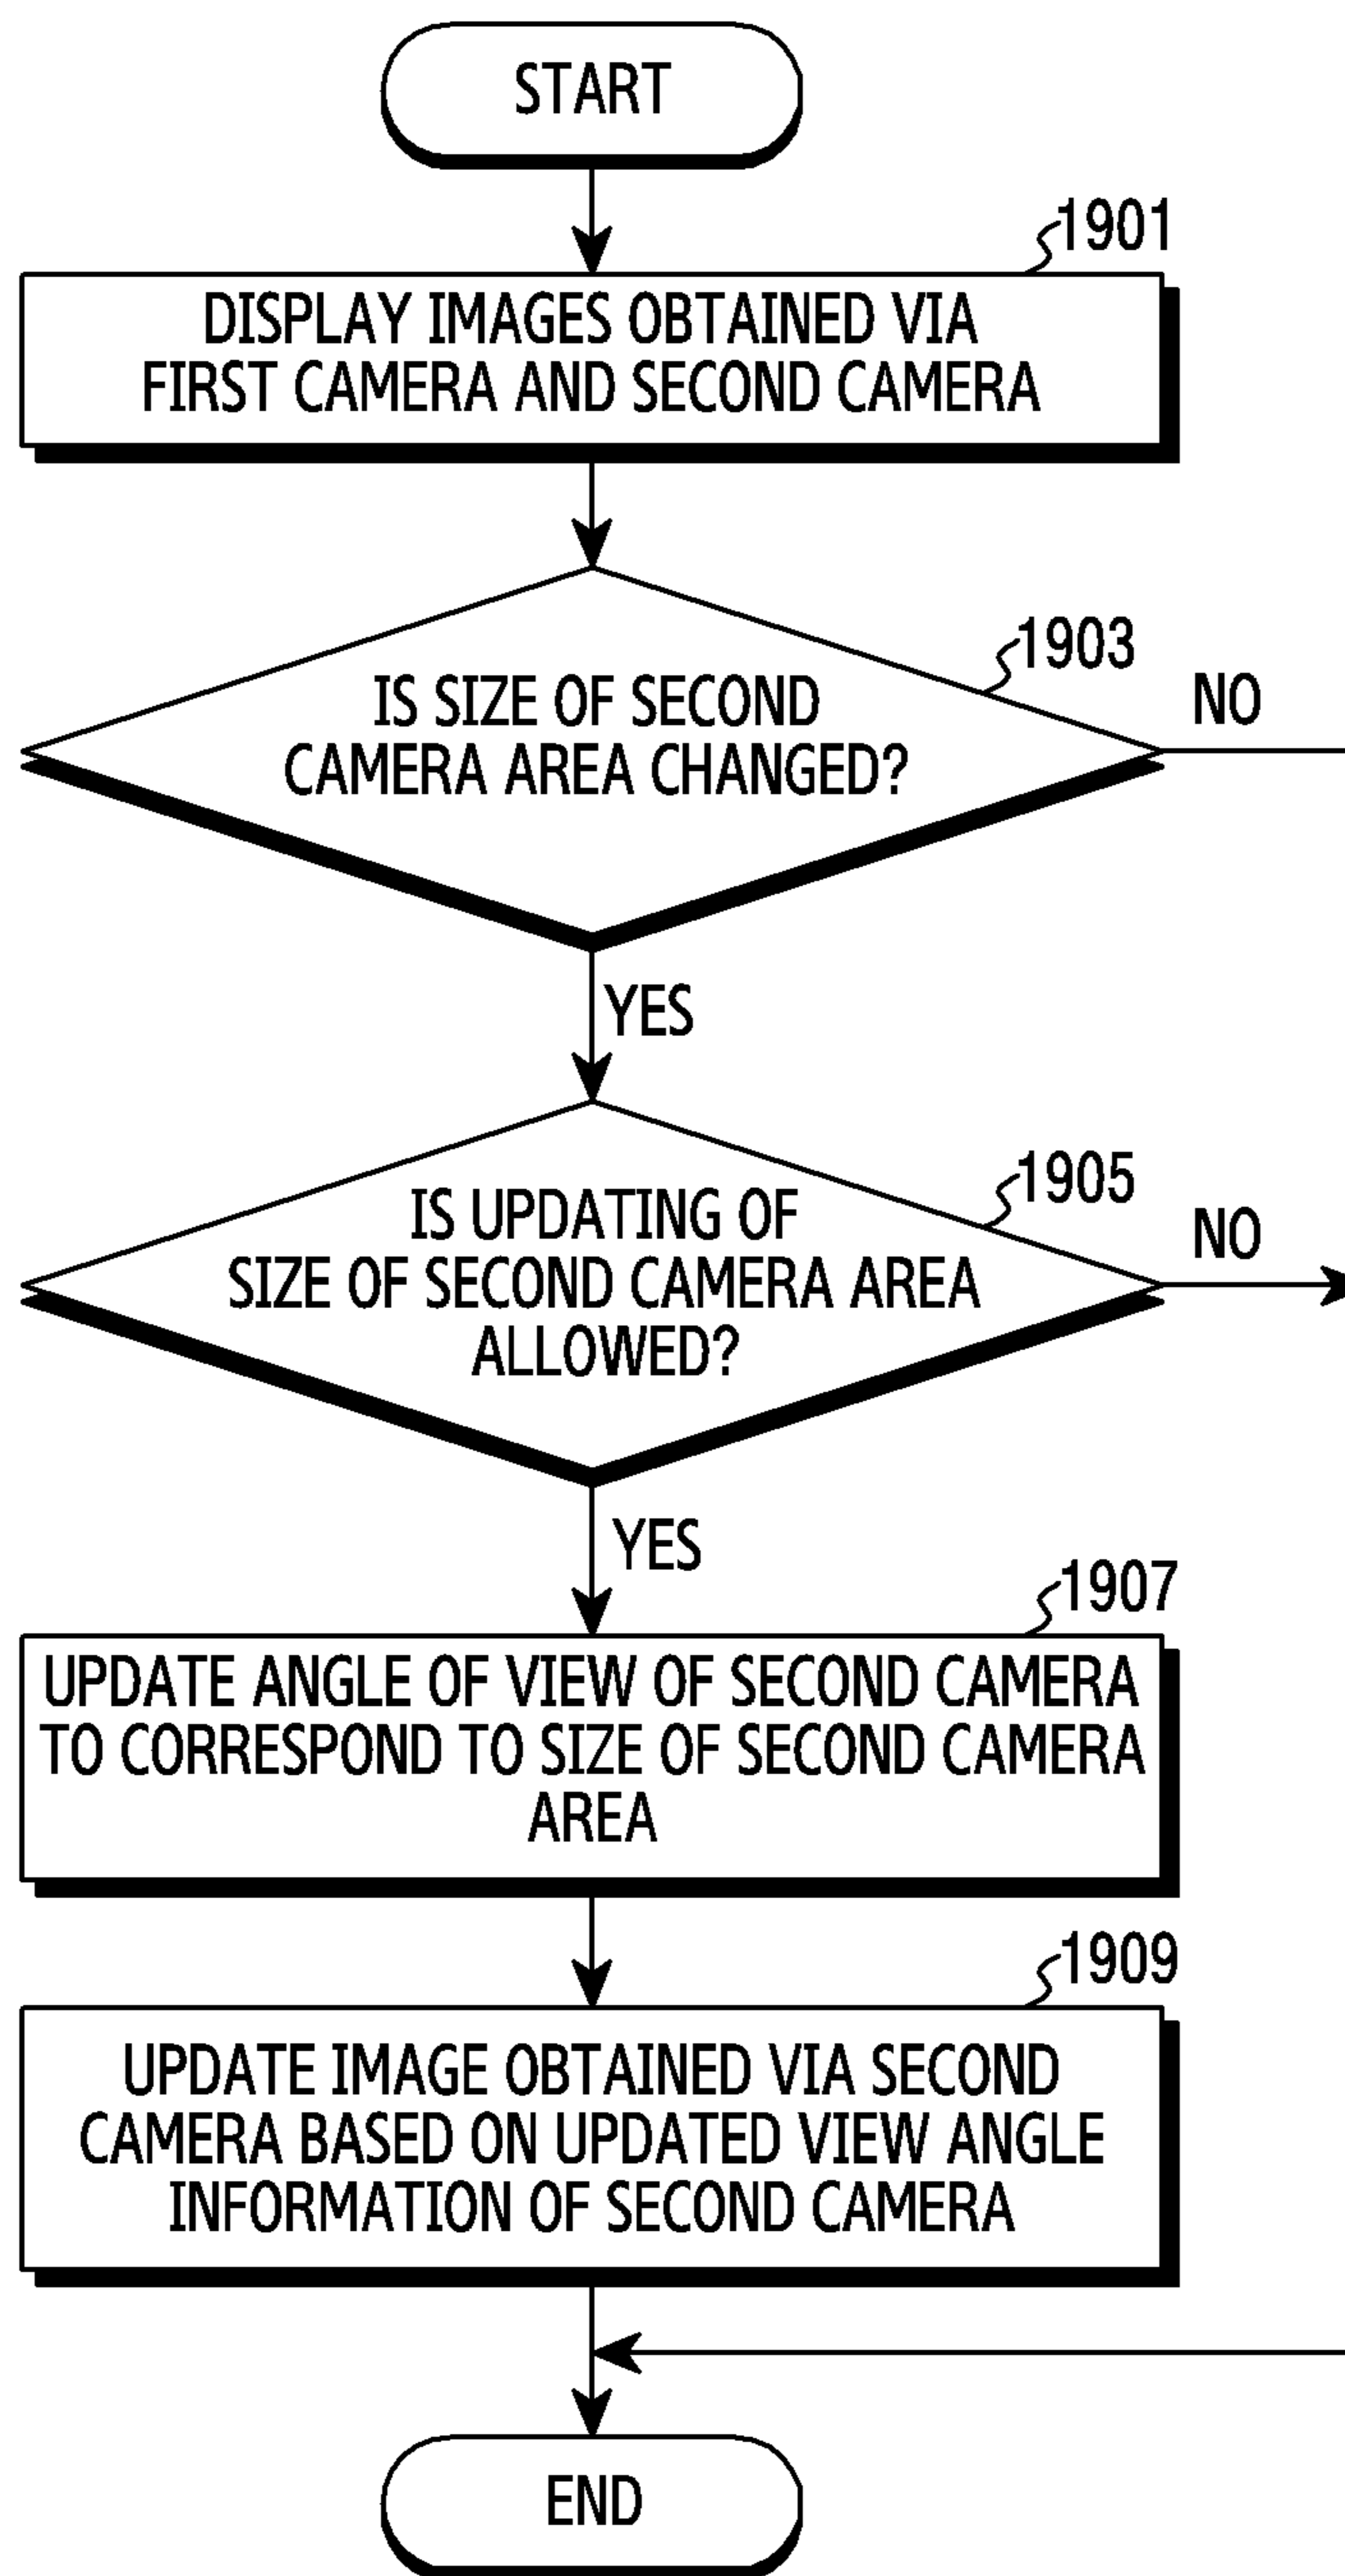 START
1901
DISPLAY IMAGES OBTAINED VIA
FIRST CAMERA AND SECOND CAMERA
1903
IS SIZE OF SECOND
CAMERA AREA CHANGED?
NO
YES
1905
IS UPDATING OF
SIZE OF SECOND CAMERA AREA
ALLOWED?
NO
YES
1907
UPDATE ANGLE OF VIEW OF SECOND CAMERA
TO CORRESPOND TO SIZE OF SECOND CAMERA
AREA
1909
UPDATE IMAGE OBTAINED VIA SECOND
CAMERA BASED ON UPDATED VIEW ANGLE
INFORMATION OF SECOND CAMERA
END